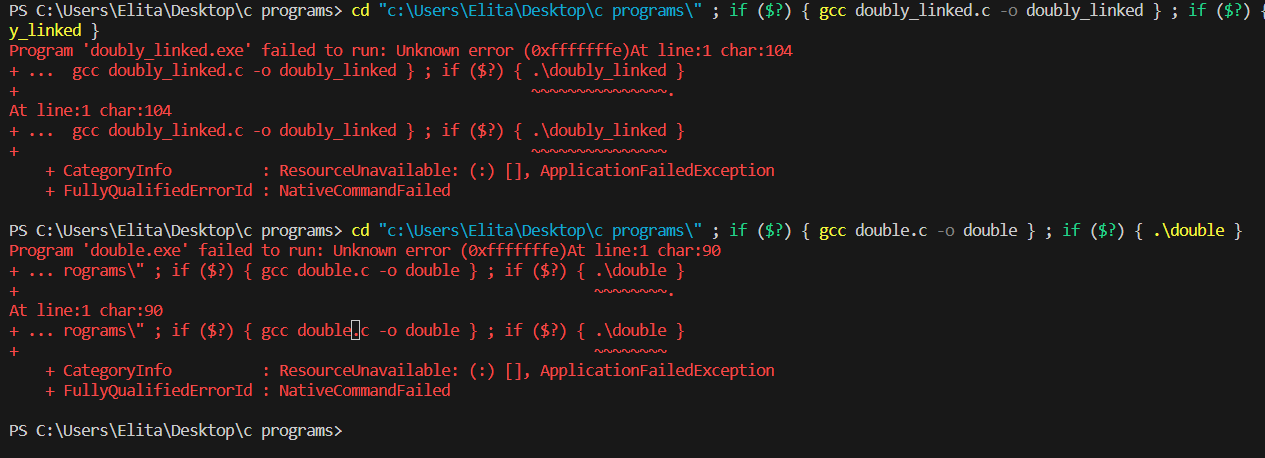 PS C:\Users\Elita\Desktop\c programs> cd "c:\Users\Elita\Desktop\c programs\" ; if ($?) { gcc doubly_linked.c -o doubly_linked } ; if ($?) {
y_linked }
Program 'doubly_linked.exe' failed to run: Unknown error (0xfffffffe)At line:1 char:104
+ ...  gcc doubly_linked.c -o doubly_linked } ; if ($?) { .\doubly_linked }
+                                                         ~~~~~~~~~~~~~~~.
At line:1 char:104
+ ...  gcc doubly_linked.c -o doubly_linked } ; if ($?) { .\doubly_linked }
+                                                         ~~~~~~~~~~~~~~~
    + CategoryInfo          : ResourceUnavailable: (:) [], ApplicationFailedException
    + FullyQualifiedErrorId : NativeCommandFailed
PS C:\Users\Elita\Desktop\c programs> cd "c:\Users\Elita\Desktop\c programs\" ; if ($?) { gcc double.c -o double } ; if ($?) { .\double }
Program 'double.exe' failed to run: Unknown error (0xfffffffe)At line:1 char:90
+ ... rograms\" ; if ($?) { gcc double.c -o double } ; if ($?) { .\double }
+                                                                ~~~~~~~~.
At line:1 char:90
+ ... rograms\" ; if ($?) { gcc double.c -o double } ; if ($?) { .\double }
+                                                                ~~~~~~~~
    + CategoryInfo          : ResourceUnavailable: (:) [], ApplicationFailedException
    + FullyQualifiedErrorId : NativeCommandFailed
PS C:\Users\Elita\Desktop\c programs>